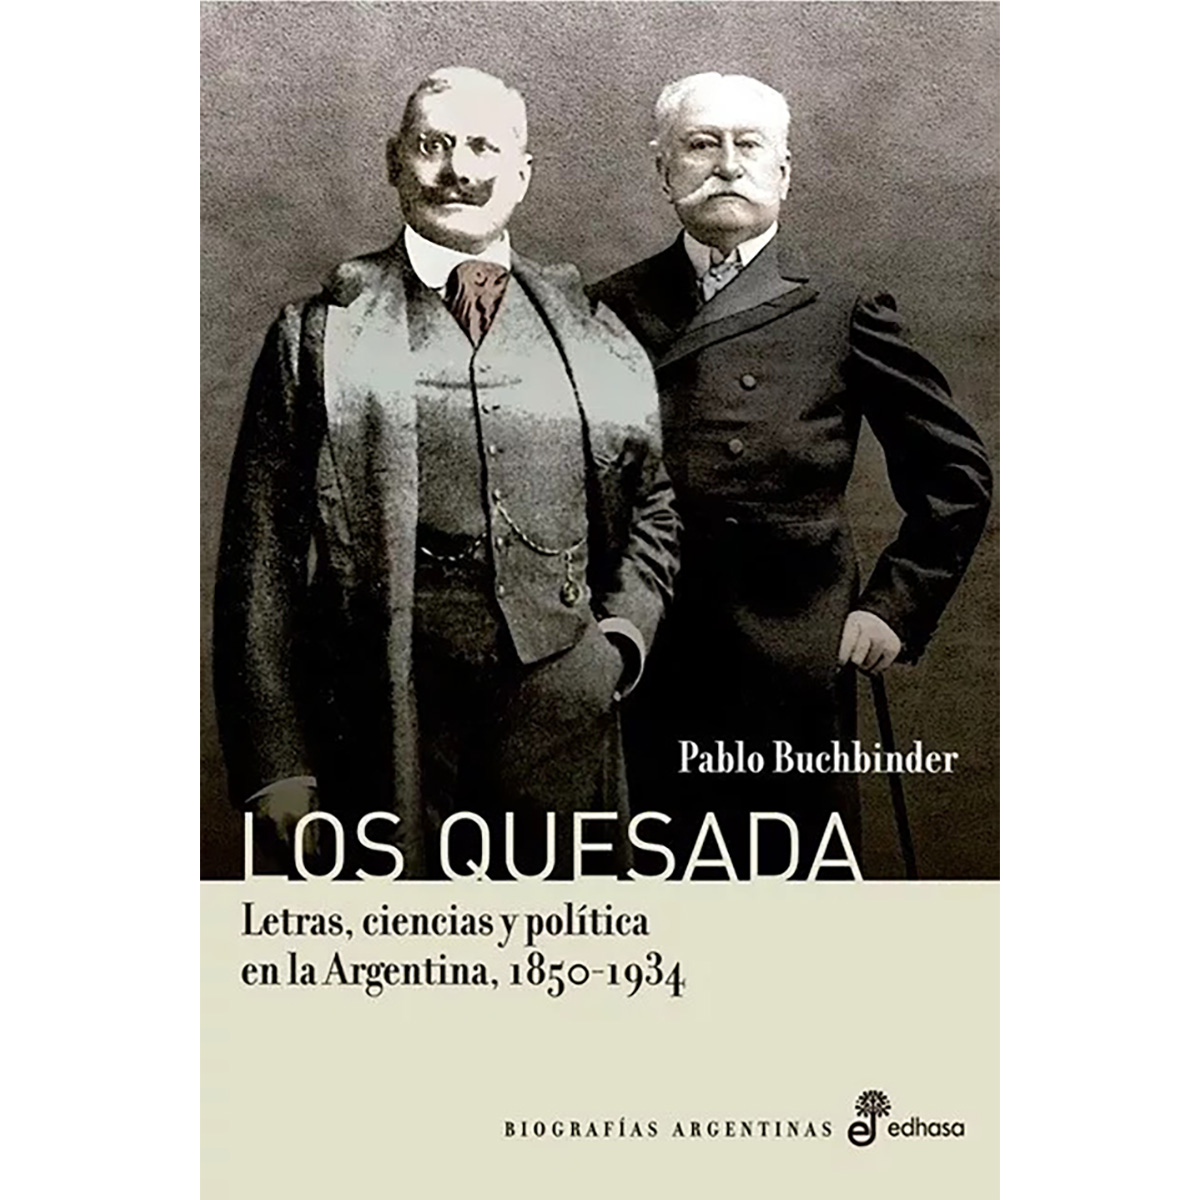 Pablo Buchbinder
LOS QUESADA
Letras, ciencias y política
en la Argentina, 1850-1934
BIOGRAFÍAS ARGENTINAS edhasa